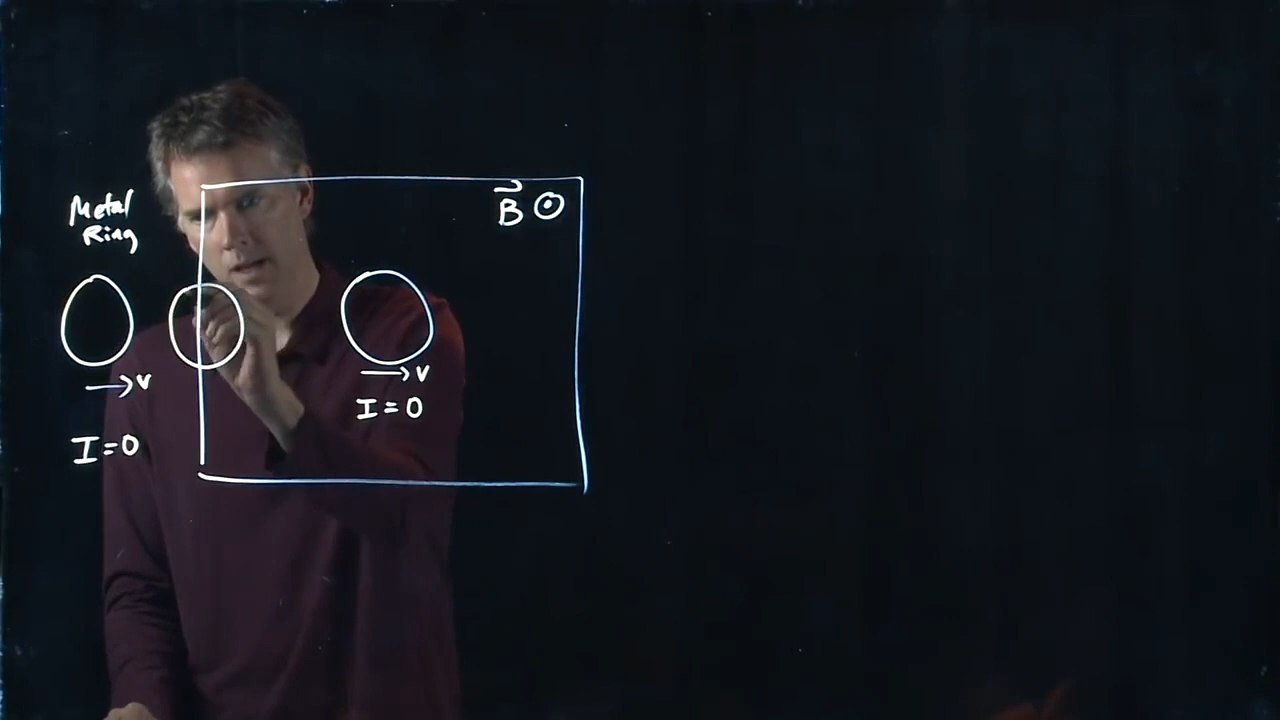 Metal
Ring
B⃗ ⊙
→ v
I = 0
→ v
I = 0